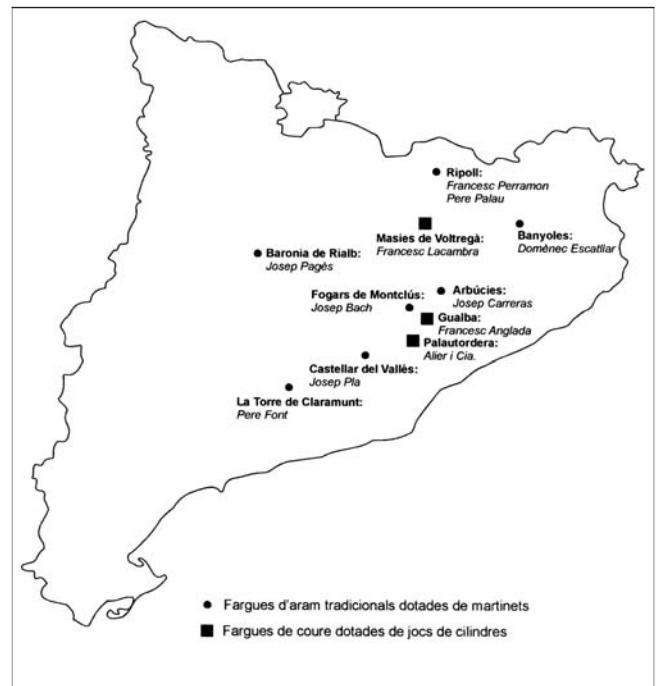 Ripoll:
Francesc Perramon
Pere Palau
Masies de Voltregà:
Francesc Lacambra
Banyoles:
Domènec Escatllar
Baronia de Rialb:
Josep Pagès
Arbúcies:
Josep Carreras
Fogars de Montclús:
Josep Bach
Gualba:
Francesc Anglada
Palautordera:
Alier i Cia.
Castellar del Vallès:
Josep Pla
La Torre de Claramunt:
Pere Font
Fargues d'aram tradicionals dotades de martinets
Fargues de coure dotades de jocs de cilindres